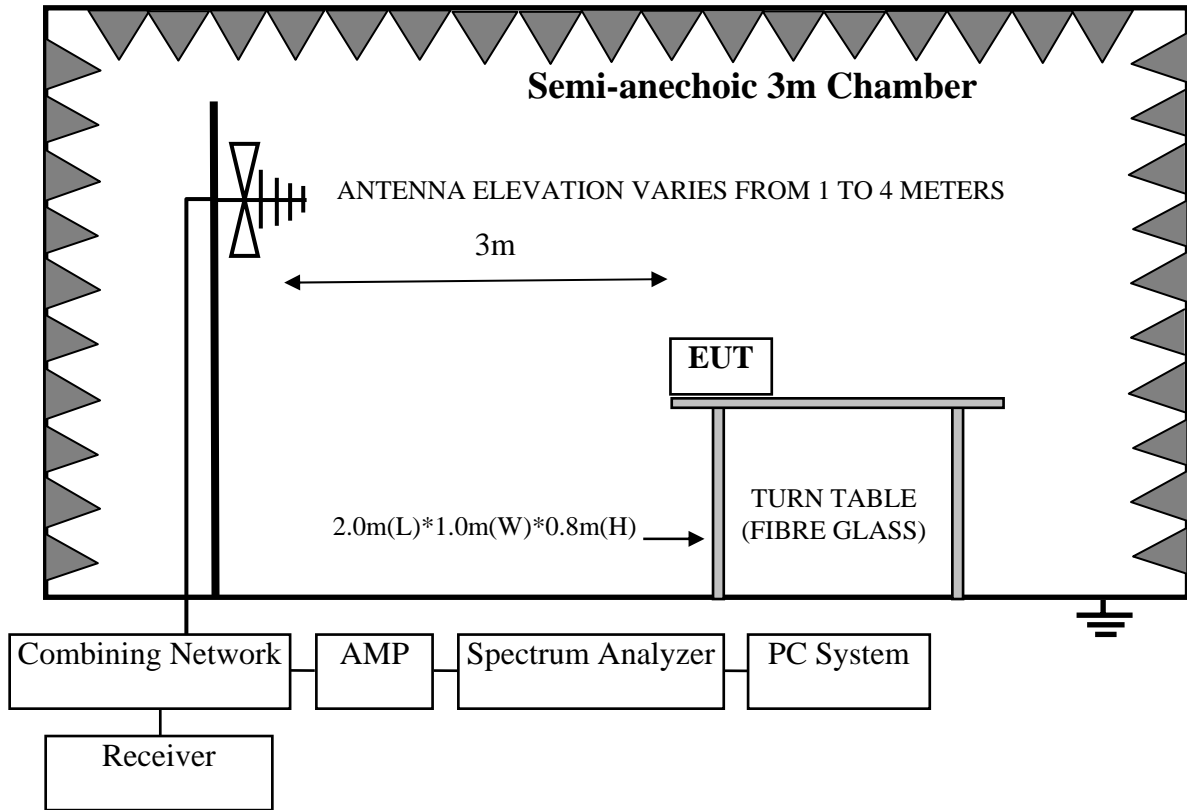 Semi-anechoic 3m Chamber
ANTENNA ELEVATION VARIES FROM 1 TO 4 METERS
3m
EUT
TURN TABLE
(FIBRE GLASS)
2.0m(L)*1.0m(W)*0.8m(H)
Combining Network
AMP
Spectrum Analyzer
PC System
Receiver